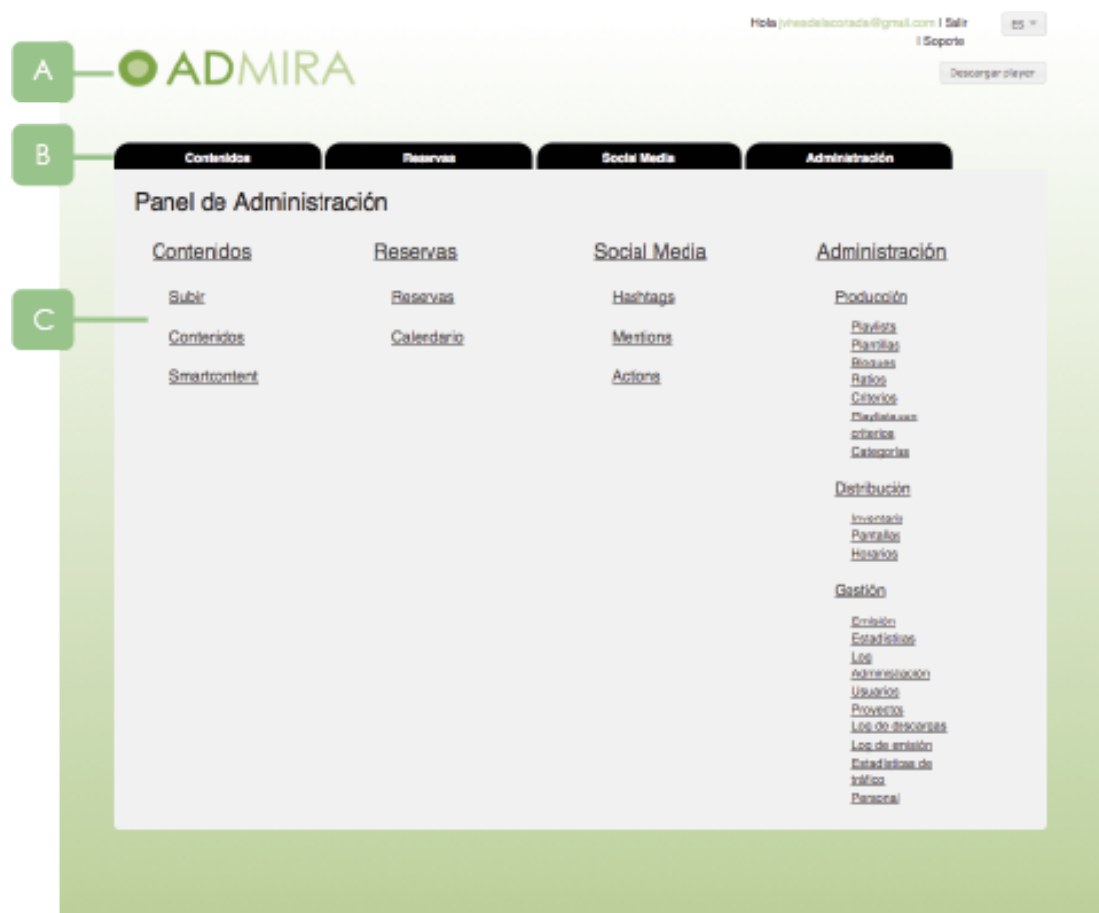 Hola | Salir
ES
| Soporte
A
ADMIRA
Descargar player
B
Contenidos
Reservas
Social Media
Administración
Panel de Administración
Contenidos
Reservas
Social Media
Administración
Subir
Reservas
Hashtags
Producción
C
Contenidos
Calendario
Mentions
Smartcontent
Actions
Playlists
Plantillas
Bloques
Ratios
Criterios
Playlists con
criterios
Categorías
Distribución
Inventario
Pantallas
Horarios
Gestión
Emisión
Estadísticas
Log
Administración
Usuarios
Proyectos
Log de descargas
Log de emisión
Estadísticas de
tráfico
Personal